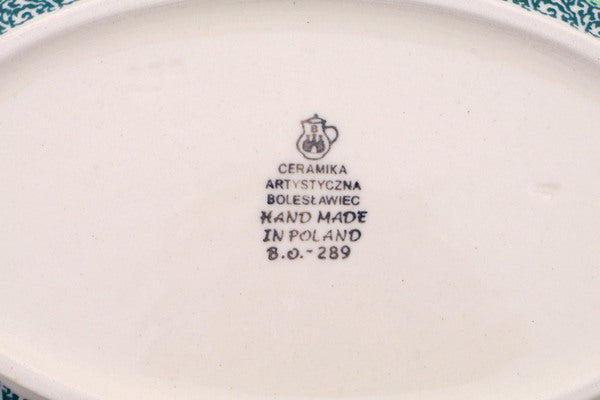 B
CERAMIKA
ARTYSTYCZNA
BOLESŁAWIEC
HAND MADE
IN POLAND
B.O.-289